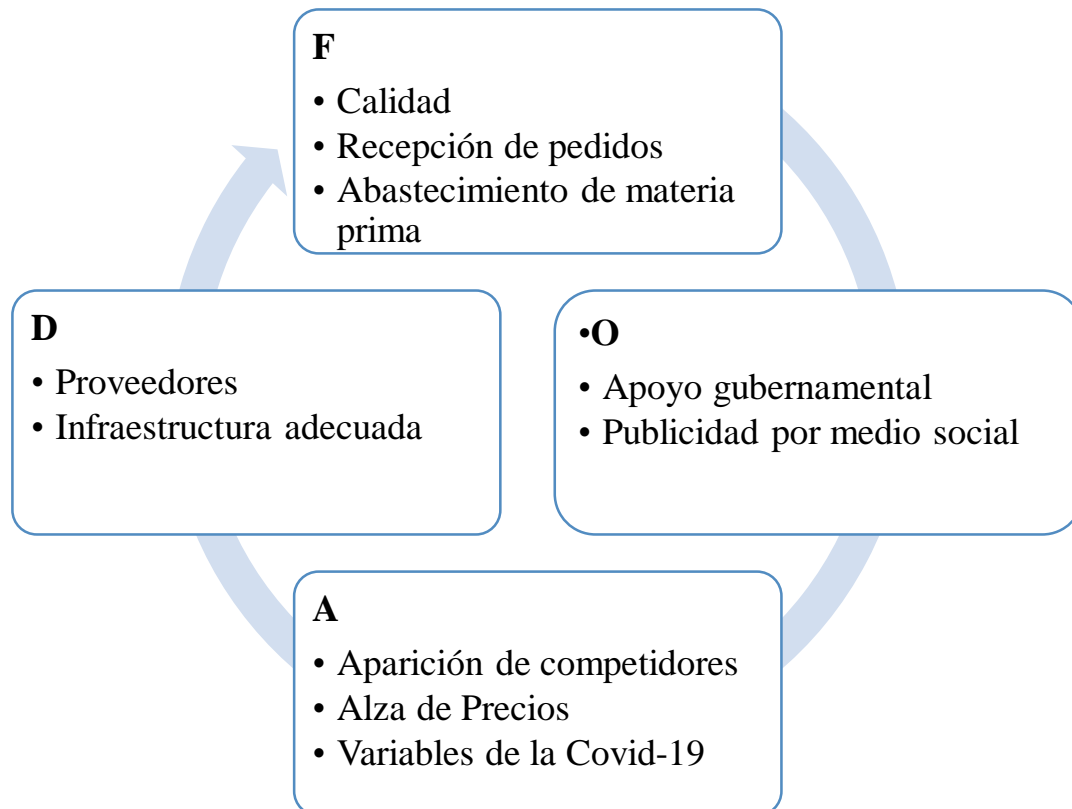 F
• Calidad
• Recepción de pedidos
• Abastecimiento de materia
prima
D
• Proveedores
• Infraestructura adecuada
•O
• Apoyo gubernamental
• Publicidad por medio social
A
• Aparición de competidores
• Alza de Precios
• Variables de la Covid-19